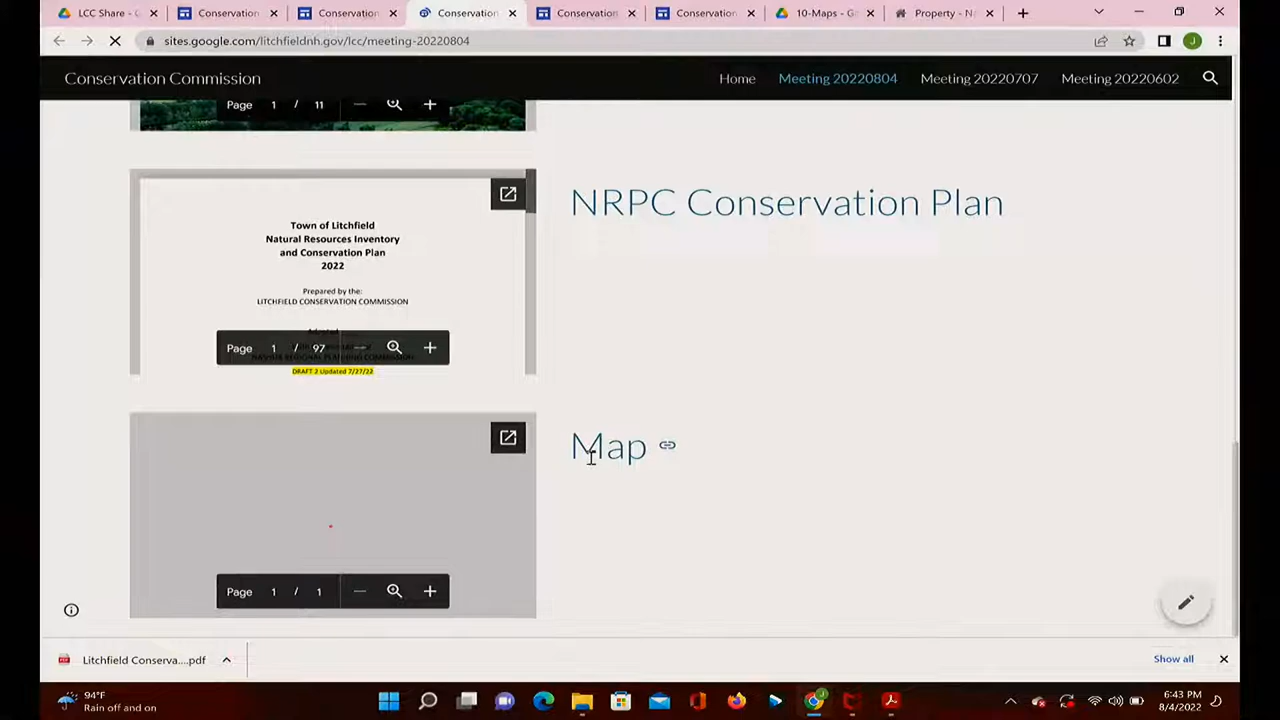 LCC Share - C
Conservation
Conservation
Conservation
Conservation
Conservation
10-Maps - Go
Property - N
sites.google.com/litchfieldnh.gov/lcc/meeting-20220804
J
Conservation Commission
Home
Meeting 20220804
Meeting 20220707
Meeting 20220602
Page 1 / 11
Town of Litchfield
Natural Resources Inventory
and Conservation Plan
2022
Prepared by the:
LITCHFIELD CONSERVATION COMMISSION
Page 1 / 97
DRAFT 2 Updated 7/27/22
NRPC Conservation Plan
Map
Page 1 / 1
Litchfield Conserva....pdf
Show all
94°F
Rain off and on
6:43 PM
8/4/2022